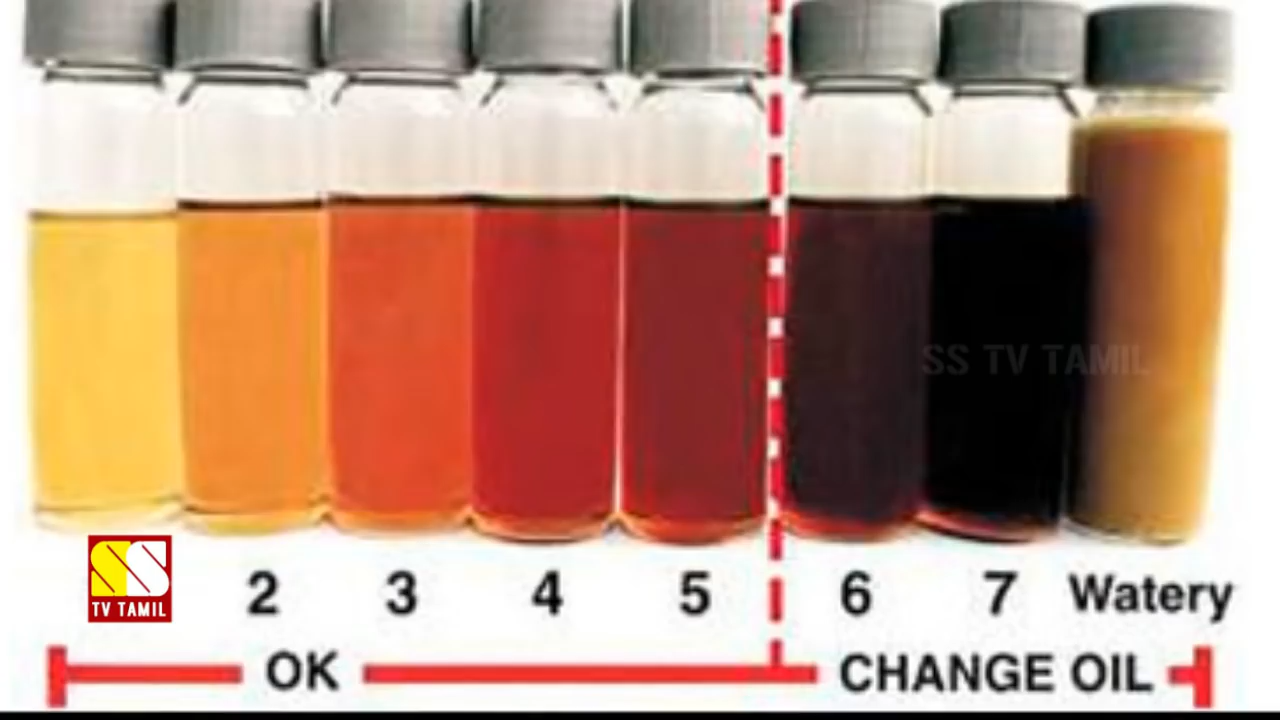 SS TV TAMIL
2 3 4 5 6 7 Watery
SS
TV TAMIL
OK CHANGE OIL